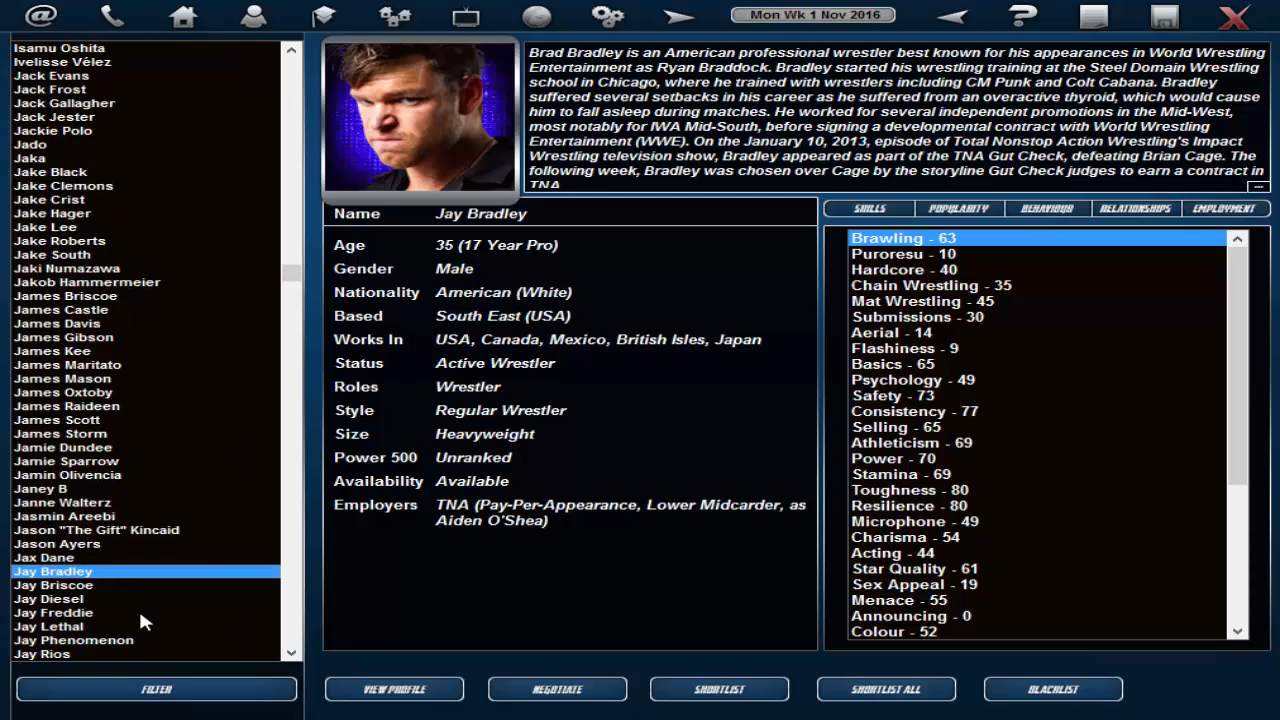 Mon Wk 1 Nov 2016
Isamu Oshita
Ivelisse Vélez
Jack Evans
Jack Frost
Jack Gallagher
Jack Jester
Jackie Polo
Jado
Jaka
Jake Black
Jake Clemons
Jake Crist
Jake Hager
Jake Lee
Jake Roberts
Jake South
Jaki Numazawa
Jakob Hammermeier
James Briscoe
James Castle
James Davis
James Gibson
James Kee
James Maritato
James Mason
James Oxtoby
James Raideen
James Scott
James Storm
Jamie Dundee
Jamie Sparrow
Jamin Olivencia
Janey B
Janne Walterz
Jasmin Areebi
Jason "The Gift" Kincaid
Jason Ayers
Jax Dane
Jay Bradley
Jay Briscoe
Jay Diesel
Jay Freddie
Jay Lethal
Jay Phenomenon
Jay Rios
FILTER
Brad Bradley is an American professional wrestler best known for his appearances in World Wrestling
Entertainment as Ryan Braddock. Bradley started his wrestling training at the Steel Domain Wrestling
school in Chicago, where he trained with wrestlers including CM Punk and Colt Cabana. Bradley
suffered several setbacks in his career as he suffered from an overactive thyroid, which would cause
him to fall asleep during matches. He worked for several independent promotions in the Mid-West,
most notably for IWA Mid-South, before signing a developmental contract with World Wrestling
Entertainment (WWE). On the January 10, 2013, episode of Total Nonstop Action Wrestling's Impact
Wrestling television show, Bradley appeared as part of the TNA Gut Check, defeating Brian Cage. The
following week, Bradley was chosen over Cage by the storyline Gut Check judges to earn a contract in
TNA
Name Jay Bradley
Age 35 (17 Year Pro)
Gender Male
Nationality American (White)
Based South East (USA)
Works In USA, Canada, Mexico, British Isles, Japan
Status Active Wrestler
Roles Wrestler
Style Regular Wrestler
Size Heavyweight
Power 500 Unranked
Availability Available
Employers TNA (Pay-Per-Appearance, Lower Midcarder, as
Aiden O'Shea)
SKILLS POPULARITY BEHAVIOUR RELATIONSHIPS EMPLOYMENT
Brawling - 63
Puroresu - 10
Hardcore - 40
Chain Wrestling - 35
Mat Wrestling - 45
Submissions - 30
Aerial - 14
Flashiness - 9
Basics - 65
Psychology - 49
Safety - 73
Consistency - 77
Selling - 65
Athleticism - 69
Power - 70
Stamina - 69
Toughness - 80
Resilience - 80
Microphone - 49
Charisma - 54
Acting - 44
Star Quality - 61
Sex Appeal - 19
Menace - 55
Announcing - 0
Colour - 52
VIEW PROFILE NEGOTIATE SHORTLIST SHORTLIST ALL BLACKLIST